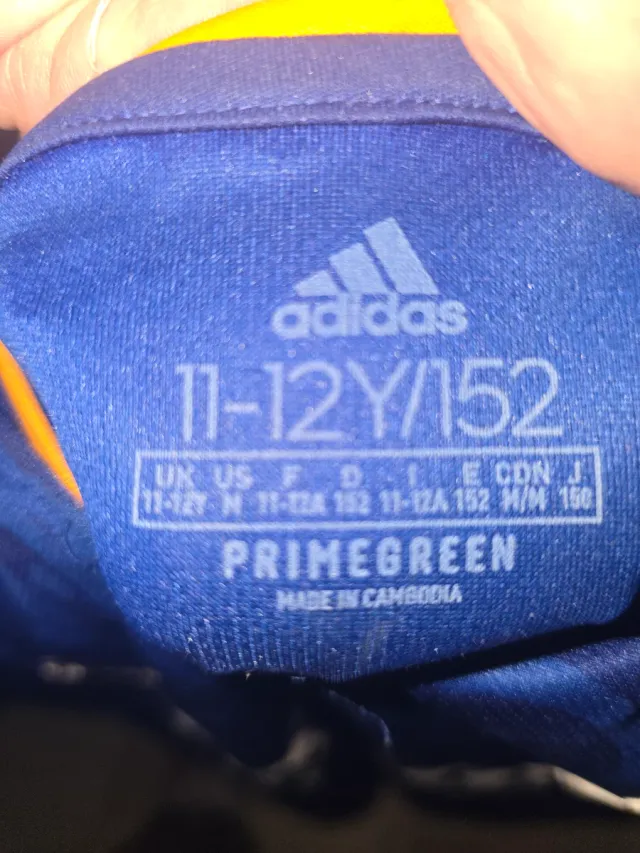 adidas
11-12Y/152
UK US F D I E CDN J
11-12Y M 11-12A 152 11-12A 152 M/M 150
PRIMEGREEN
MADE IN CAMBODIA